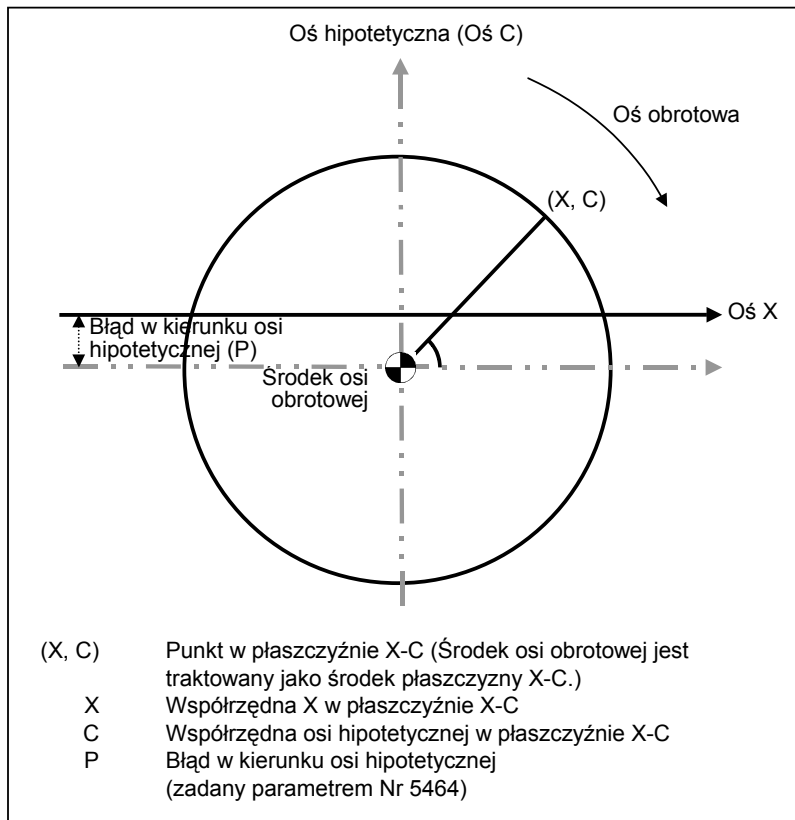 Oś hipotetyczna (Oś C)
Oś obrotowa
(X, C)
Oś X
Błąd w kierunku osi
hipotetycznej (P)
Środek osi
obrotowej
(X, C) Punkt w płaszczyźnie X-C (Środek osi obrotowej jest
traktowany jako środek płaszczyzny X-C.)
X Współrzędna X w płaszczyźnie X-C
C Współrzędna osi hipotetycznej w płaszczyźnie X-C
P Błąd w kierunku osi hipotetycznej
(zadany parametrem Nr 5464)